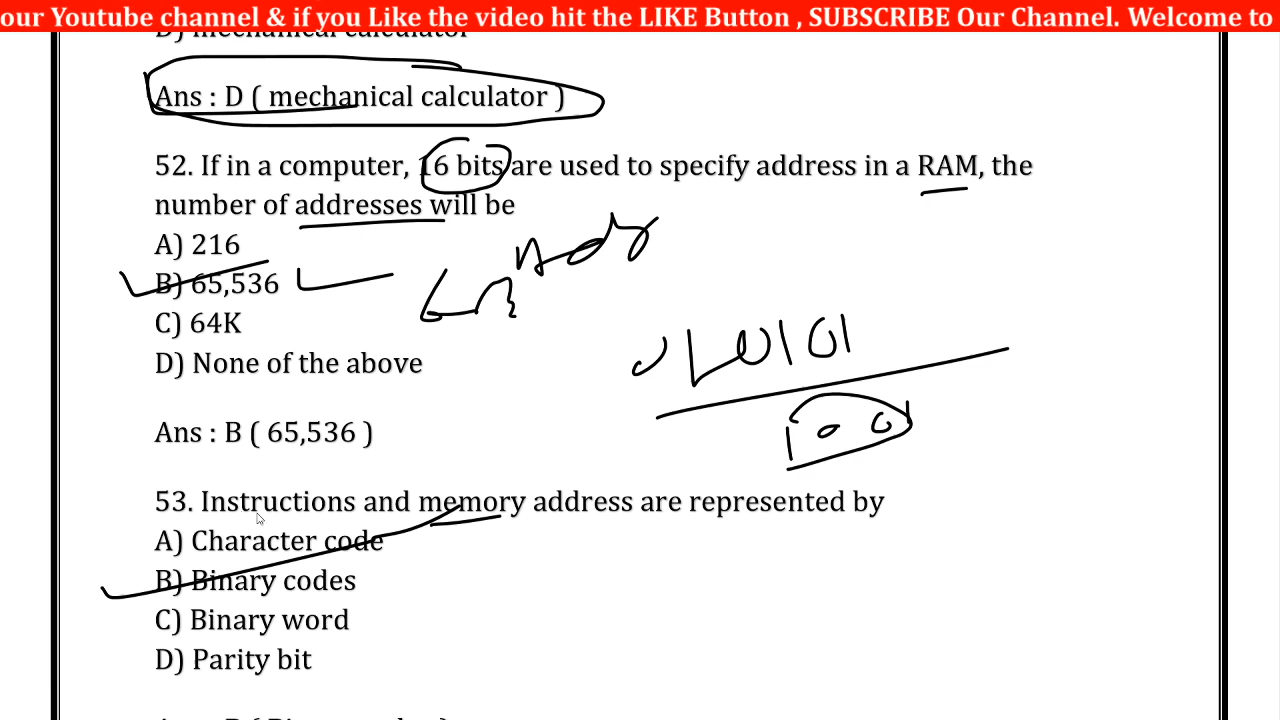 our Youtube channel & if you Like the video hit the LIKE Button , SUBSCRIBE Our Channel. Welcome to
D) mechanical calculator
Ans : D ( mechanical calculator )
52. If in a computer, 16 bits are used to specify address in a RAM, the
number of addresses will be
A) 216
B) 65,536
C) 64K
D) None of the above
Ans : B ( 65,536 )
53. Instructions and memory address are represented by
A) Character code
B) Binary codes
C) Binary word
D) Parity bit